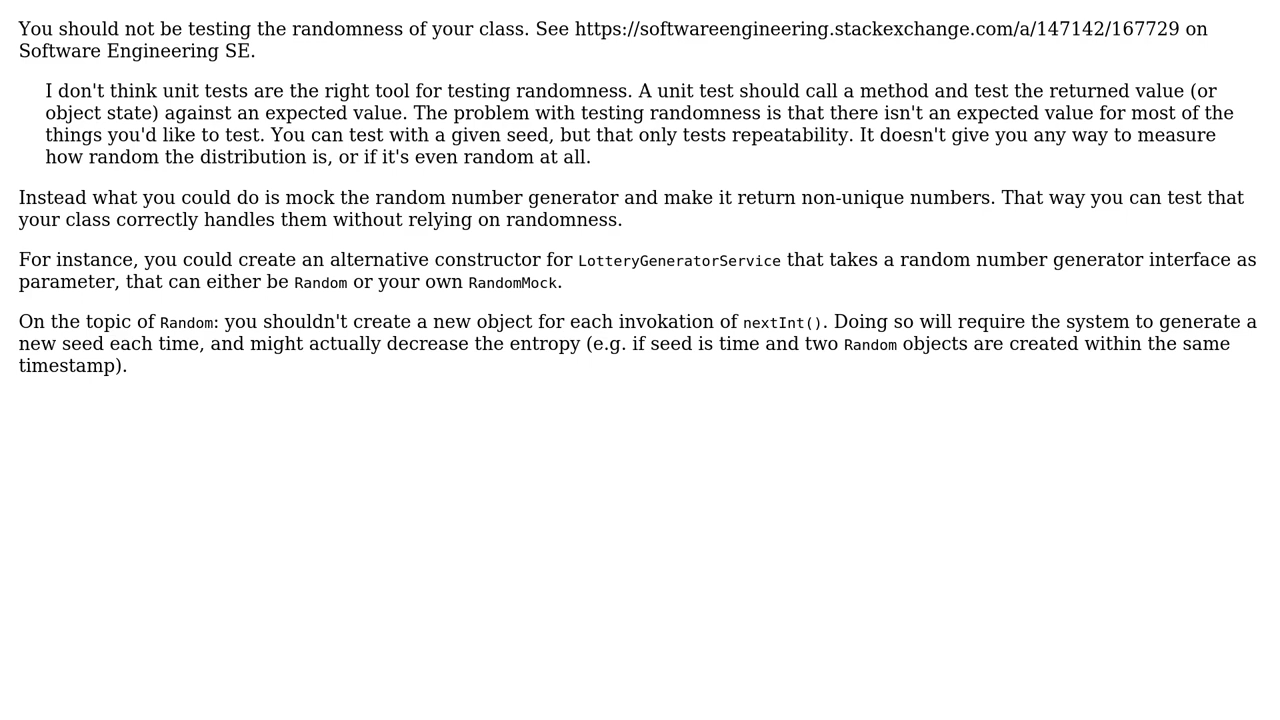 You should not be testing the randomness of your class. See https://softwareengineering.stackexchange.com/a/147142/167729 on
Software Engineering SE.
I don't think unit tests are the right tool for testing randomness. A unit test should call a method and test the returned value (or
object state) against an expected value. The problem with testing randomness is that there isn't an expected value for most of the
things you'd like to test. You can test with a given seed, but that only tests repeatability. It doesn't give you any way to measure
how random the distribution is, or if it's even random at all.
Instead what you could do is mock the random number generator and make it return non-unique numbers. That way you can test that
your class correctly handles them without relying on randomness.
For instance, you could create an alternative constructor for LotteryGeneratorService that takes a random number generator interface as
parameter, that can either be Random or your own RandomMock.
On the topic of Random: you shouldn't create a new object for each invokation of nextInt(). Doing so will require the system to generate a
new seed each time, and might actually decrease the entropy (e.g. if seed is time and two Random objects are created within the same
timestamp).